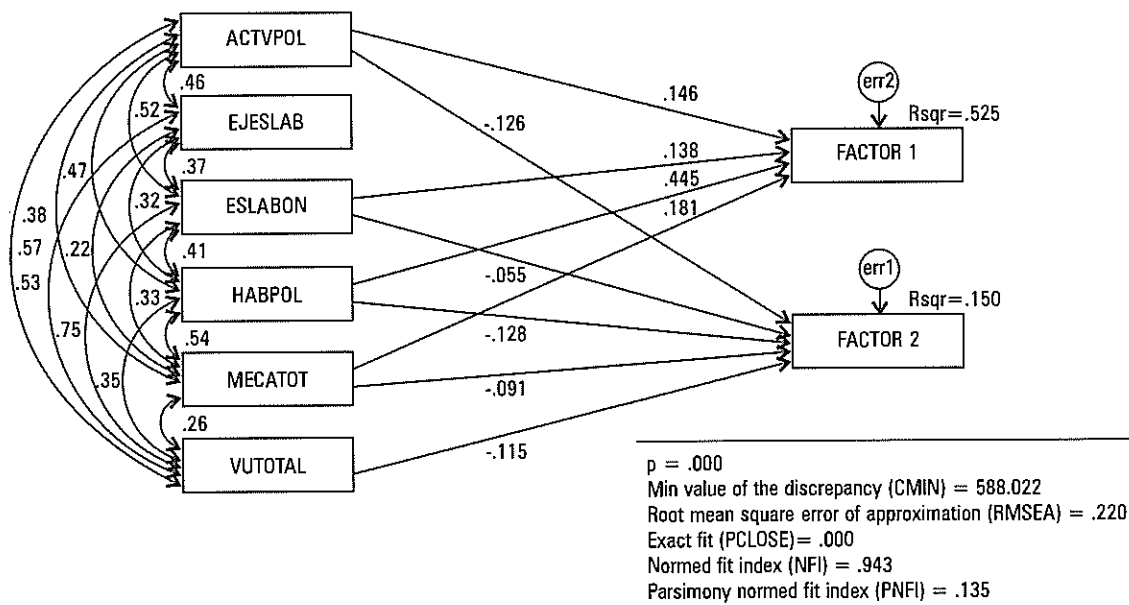 ACTVPOL
.46
.52
EJESLAB
.37
.47
.32
ESLABON
.38
.57
.22
.41
.53
HABPOL
.33
.75
.54
.35
MECATOT
.26
VUTOTAL
.146
-.126
.138
.445
.181
-.055
-.128
-.091
-.115
err2
Rsqr=.525
FACTOR 1
err1
Rsqr=.150
FACTOR 2
p = .000
Min value of the discrepancy (CMIN) = 588.022
Root mean square error of approximation (RMSEA) = .220
Exact fit (PCLOSE)= .000
Normed fit index (NFI) = .943
Parsimony normed fit index (PNFI) = .135